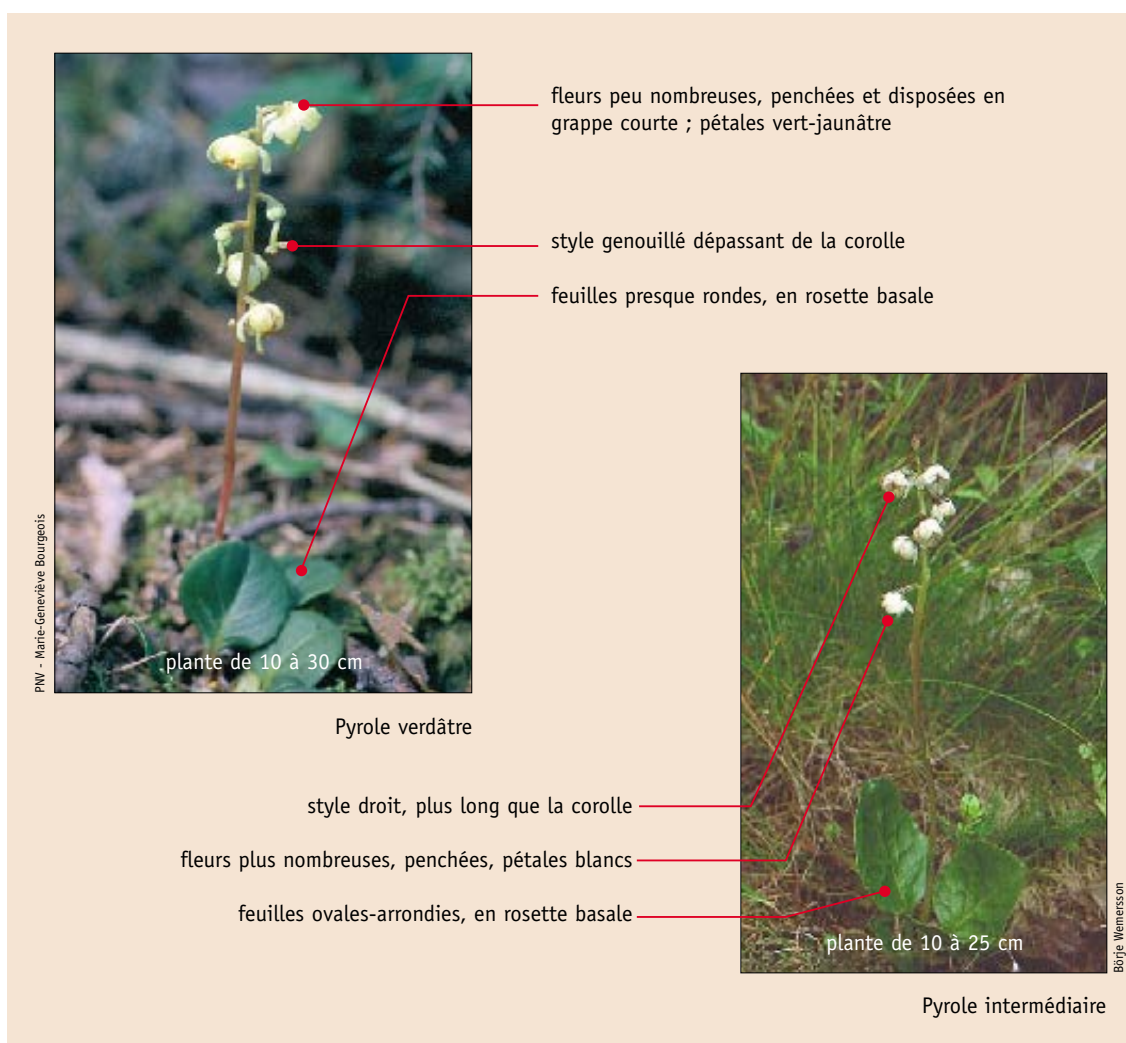 fleurs peu nombreuses, penchées et disposées en
grappe courte ; pétales vert-jaunâtre
style genouillé dépassant de la corolle
feuilles presque rondes, en rosette basale
PNV - Marie-Geneviève Bourgeois
plante de 10 à 30 cm
Pyrole verdâtre
style droit, plus long que la corolle
fleurs plus nombreuses, penchées, pétales blancs
feuilles ovales-arrondies, en rosette basale
plante de 10 à 25 cm
Börje Wemersson
Pyrole intermédiaire